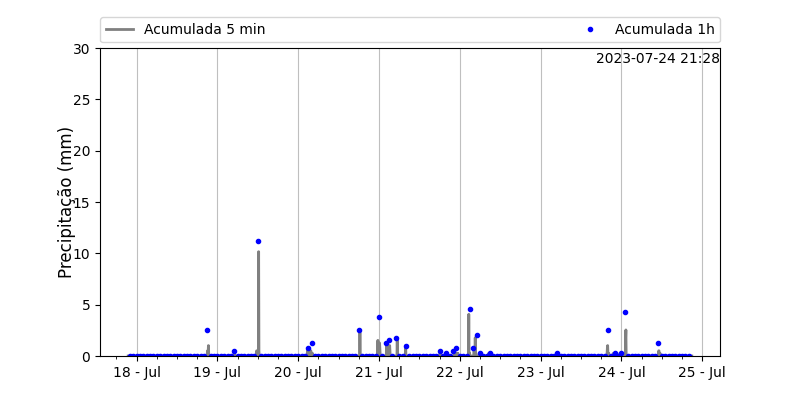 Acumulada 5 min
Acumulada 1h
2023-07-24 21:28
Precipitação (mm)
30
25
20
15
10
5
0
18 - Jul
19 - Jul
20 - Jul
21 - Jul
22 - Jul
23 - Jul
24 - Jul
25 - Jul